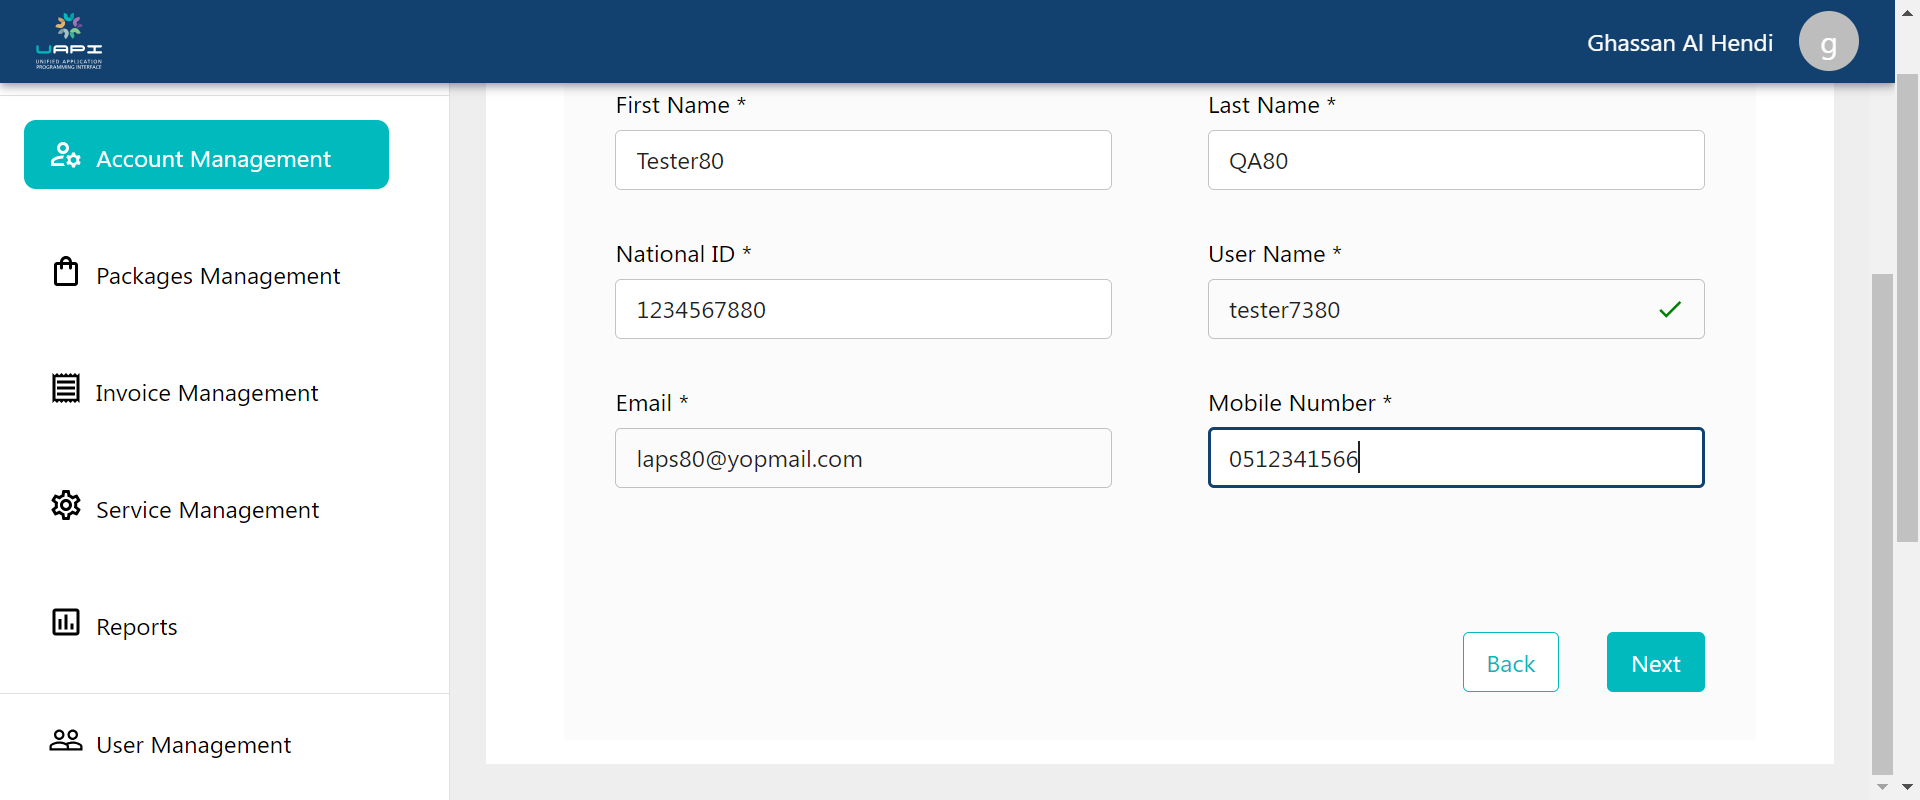 UAPI
UNIFIED APPLICATION
PROGRAMMING INTERFACE
Ghassan Al Hendi
g
Account Management
Packages Management
Invoice Management
Service Management
Reports
User Management
First Name *
Last Name *
Tester80
QA80
National ID *
User Name *
1234567880
tester7380
Email *
Mobile Number *
laps80@yopmail.com
0512341566
Back
Next